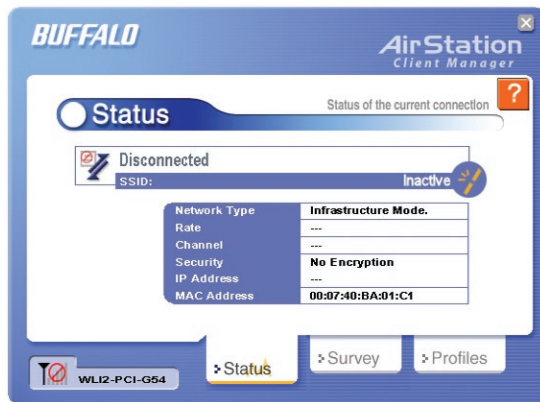 BUFFALO
AirStation
Client Manager
Status
Status of the current connection
?
Disconnected
SSID:
Inactive
Network Type Infrastructure Mode.
Rate ---
Channel ---
Security No Encryption
IP Address ---
MAC Address 00:07:40:BA:01:C1
WLI2-PCI-G54
Status
Survey
Profiles